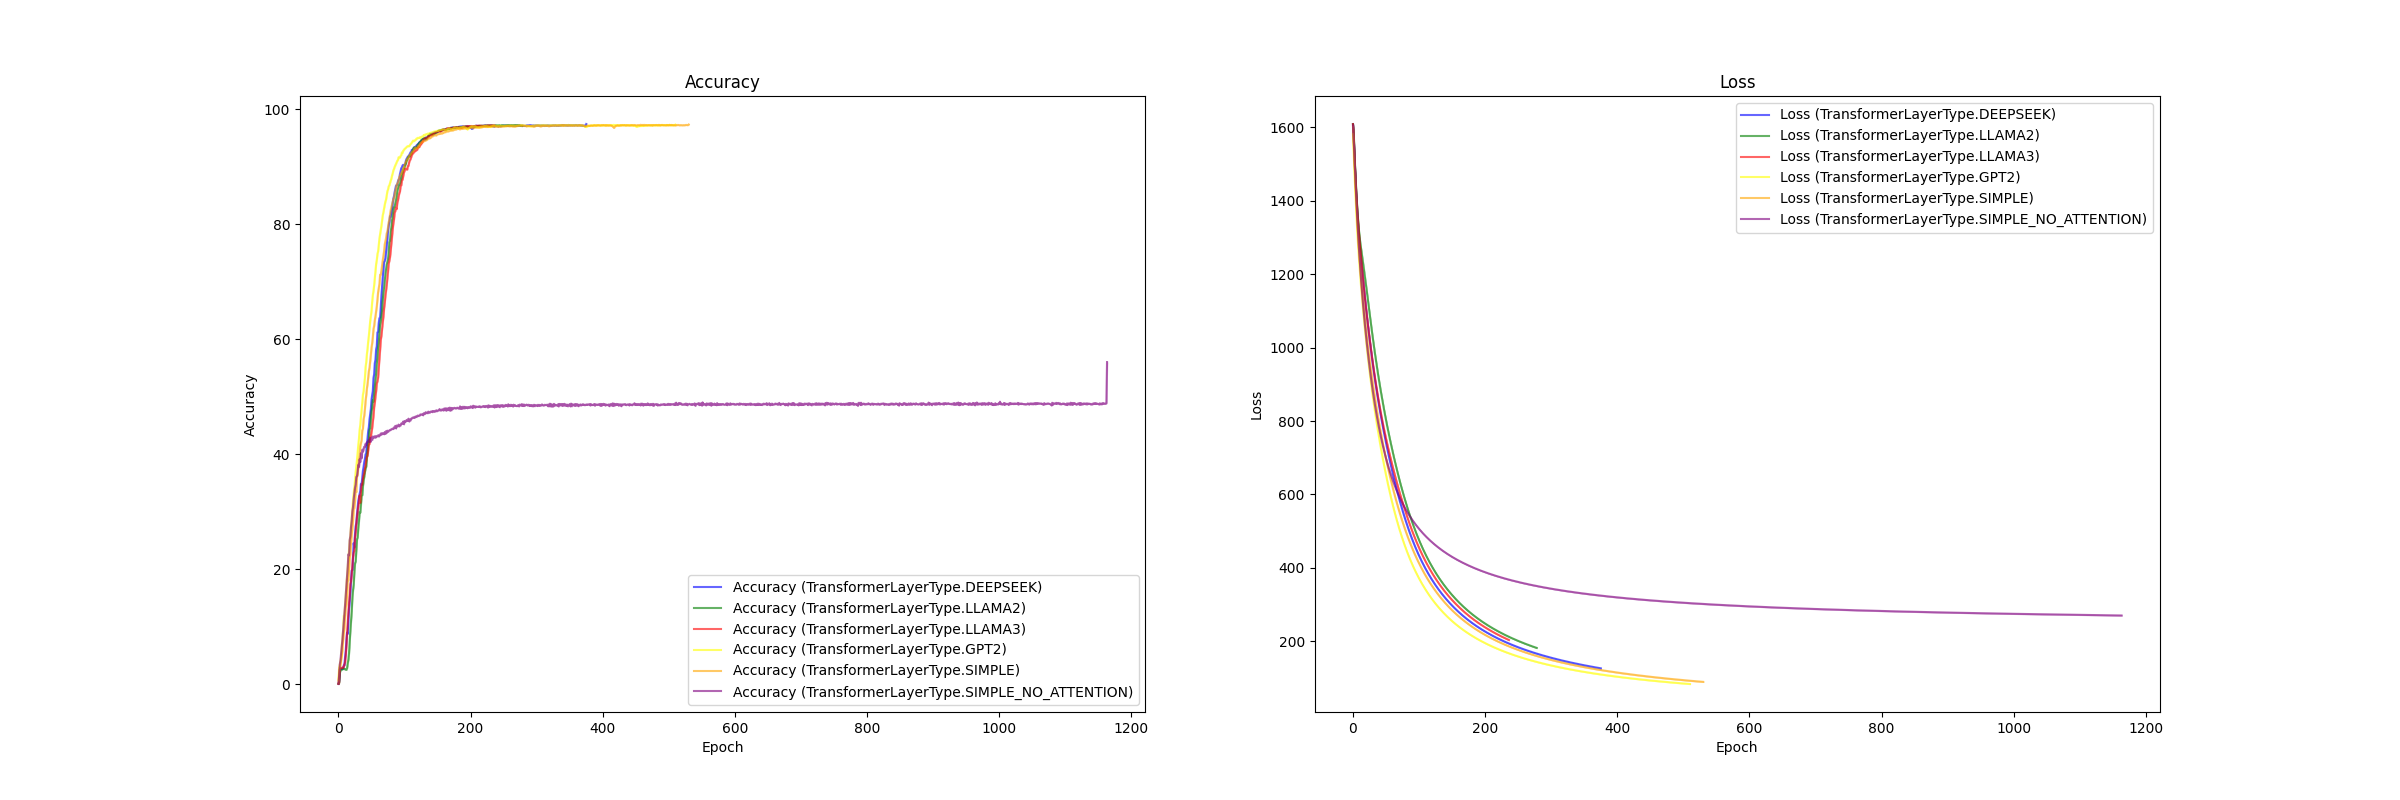 Accuracy
100
80
60
40
20
0
Accuracy
Accuracy (TransformerLayerType.DEEPSEEK)
Accuracy (TransformerLayerType.LLAMA2)
Accuracy (TransformerLayerType.LLAMA3)
Accuracy (TransformerLayerType.GPT2)
Accuracy (TransformerLayerType.SIMPLE)
Accuracy (TransformerLayerType.SIMPLE_NO_ATTENTION)
0 200 400 600 800 1000 1200
Epoch
Loss
1600
1400
1200
1000
800
600
400
200
Loss
Loss (TransformerLayerType.DEEPSEEK)
Loss (TransformerLayerType.LLAMA2)
Loss (TransformerLayerType.LLAMA3)
Loss (TransformerLayerType.GPT2)
Loss (TransformerLayerType.SIMPLE)
Loss (TransformerLayerType.SIMPLE_NO_ATTENTION)
0 200 400 600 800 1000 1200
Epoch